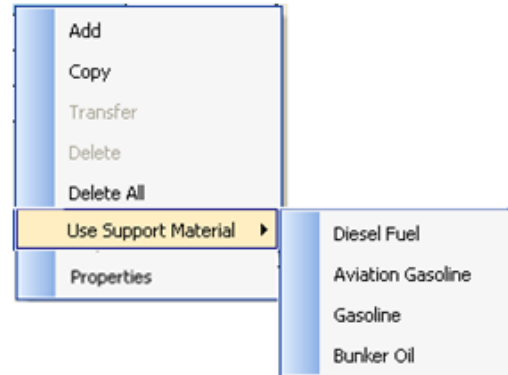 Add
Copy
Transfer
Delete
Delete All
Use Support Material
Properties
Diesel Fuel
Aviation Gasoline
Gasoline
Bunker Oil